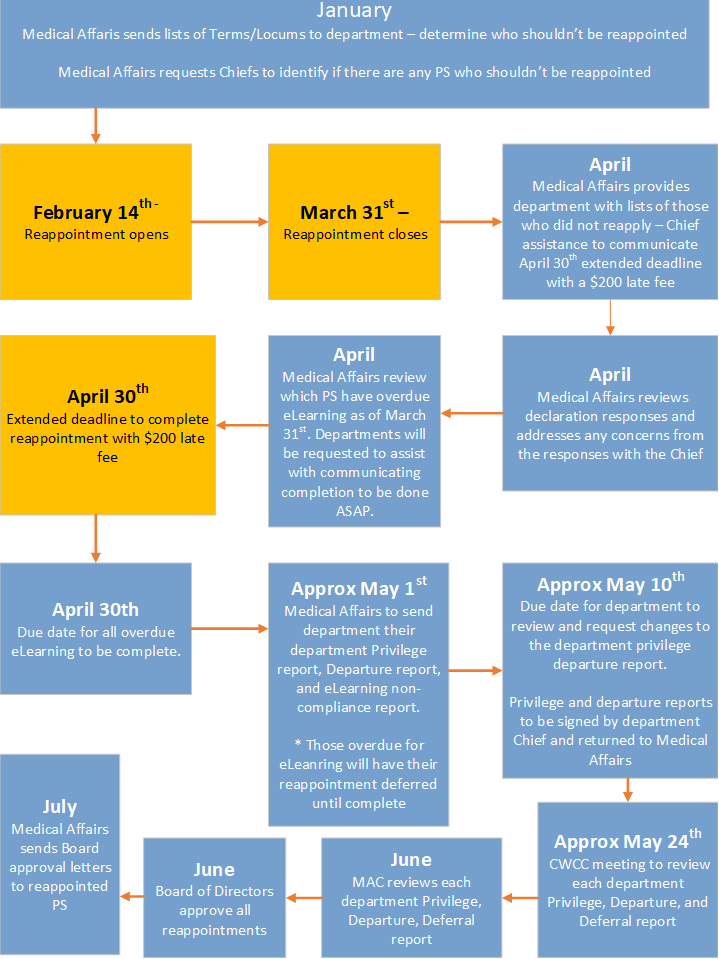 January
Medical Affaris sends lists of Terms/Locums to department – determine who shouldn't be reappointed
Medical Affairs requests Chiefs to identify if there are any PS who shouldn't be reappointed
February 14th -
Reappointment opens
March 31st –
Reappointment closes
April
Medical Affairs provides
department with lists of those
who did not reapply – Chief
assistance to communicate
April 30th extended deadline
with a $200 late fee
April
Medical Affairs reviews
declaration responses and
addresses any concerns from
the responses with the Chief
April
Medical Affairs review
which PS have overdue
eLearning as of March
31st. Departments will
be requested to assist
with communicating
completion to be done
ASAP.
April 30th
Extended deadline to complete
reappointment with $200 late
fee
April 30th
Due date for all overdue
eLearning to be complete.
Approx May 1st
Medical Affairs to send
department their
department Privilege
report, Departure report,
and eLearning non-
compliance report.
* Those overdue for
eLeanring will have their
reappointment deferred
until complete
Approx May 10th
Due date for department to
review and request changes to
the department privilege
departure report.
Privilege and departure reports
to be signed by department
Chief and returned to Medical
Affairs
Approx May 24th
CWCC meeting to review
each department
Privilege, Departure, and
Deferral report
June
MAC reviews each
department Privilege,
Departure, Deferral
report
June
Board of Directors
approve all
reappointments
July
Medical Affairs
sends Board
approval letters
to reappointed
PS